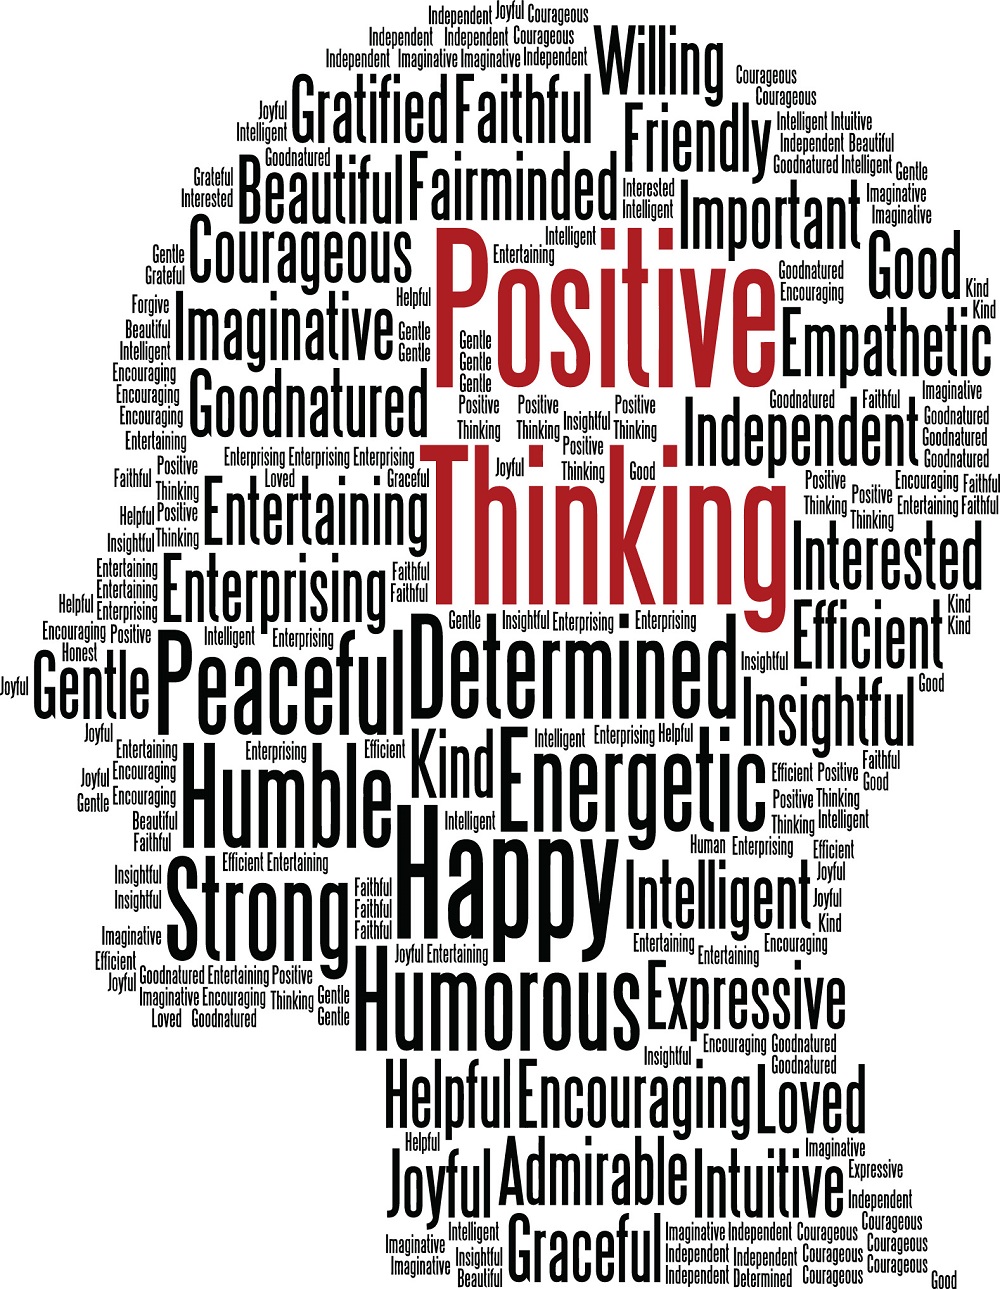 Independent Joyful Courageous
Independent Independent Courageous
Independent Imaginative Imaginative Independent
Willing
Courageous
Courageous
Joyful
Intelligent
Gratified Faithful
Friendly
Intelligent Intuitive
Independent Beautiful
Goodnatured Intelligent Gentle
Goodnatured
Grateful
Interested
Beautiful Fairminded
Interested
Intelligent
Important
Imaginative
Imaginative
Gentle
Grateful
Courageous
Intelligent
Entertaining
Positive
Goodnatured
Encouraging
Good
Kind
Kind
Forgive
Beautiful
Intelligent
Imaginative
Helpful
Gentle
Gentle
Gentle
Gentle
Gentle
Empathetic
Encouraging
Encouraging
Encouraging
Entertaining
Goodnatured
Positive Positive Positive
Thinking Thinking Insightful Thinking
Positive
Thinking
Goodnatured Faithful Imaginative
Independent
Goodnatured
Goodnatured
Goodnatured
Enterprising Enterprising Enterprising
Loved Graceful
Joyful
Good
Thinking
Faithful Positive
Thinking
Helpful Positive
Insightful Thinking
Entertaining
Positive
Thinking
Positive
Thinking
Encouraging Faithful
Entertaining Faithful
Interested
Entertaining
Entertaining
Helpful Enterprising
Enterprising
Faithful
Faithful
Efficient
Kind
Kind
Gentle Insightful Enterprising Enterprising
Encouraging Positive
Honest
Intelligent Enterprising
Joyful Gentle Peaceful Determined
Insightful
Good
Insightful
Joyful
Entertaining
Joyful Encouraging
Gentle Encouraging
Beautiful
Faithful
Enterprising Efficient
Humble
Kind
Intelligent Enterprising Helpful
Energetic
Efficient Positive
Positive Thinking
Thinking Intelligent
Faithful
Good
Intelligent
Human Enterprising Efficient
Efficient Entertaining
Happy
Insightful
Insightful
Strong
Faithful
Faithful
Faithful
Intelligent
Joyful
Joyful
Kind
Imaginative
Efficient
Joyful Goodnatured Entertaining Positive
Imaginative Encouraging Thinking
Loved Goodnatured
Gentle
Gentle
Joyful Entertaining
Entertaining Encouraging
Entertaining
Humorous Expressive
Insightful Encouraging Goodnatured
Goodnatured
Helpful Encouraging Loved
Helpful
Imaginative
Joyful Admirable Intuitive
Expressive
Independent
Imaginative
Imaginative
Intelligent
Insightful
Beautiful
Graceful
Imaginative Independent Courageous Courageous
Independent Independent Courageous Courageous
Independent Determined Courageous Courageous
Good